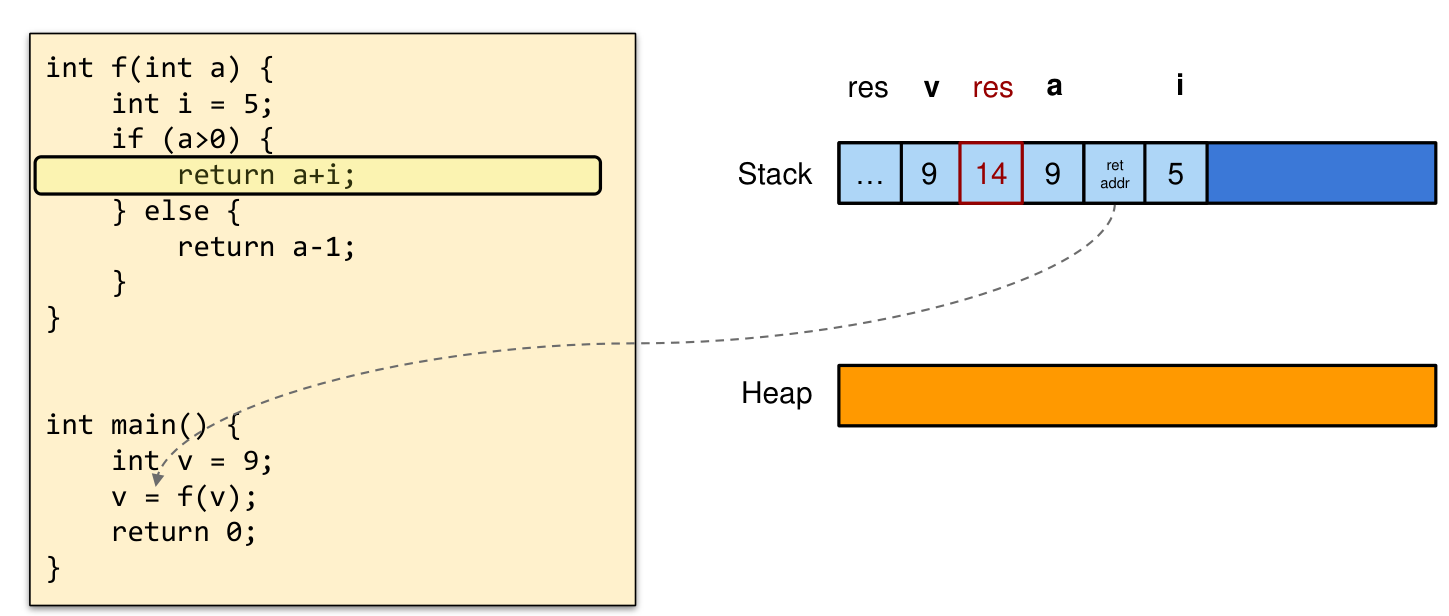 int f(int a) {
    int i = 5;
    if (a>0) {
        return a+i;
    } else {
        return a-1;
    }
}
int main() {
    int v = 9;
    v = f(v);
    return 0;
}
res v res a i
Stack … 9 14 9 ret addr 5
Heap